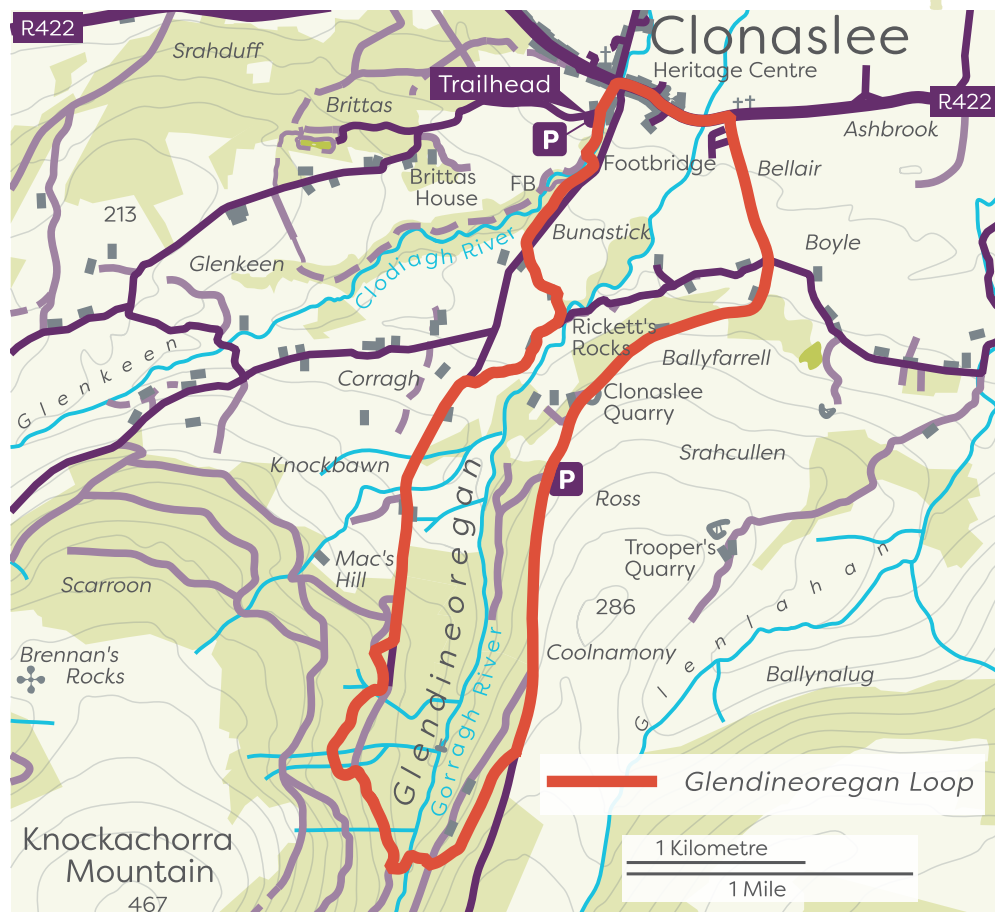 R422
Srahduff
Clonaslee
Heritage Centre
Trailhead
Brittas
R422
Ashbrook
P
Footbridge
Bellair
Brittas
House
FB
213
Bunastick
Boyle
Glenkeen
Clodiagh River
Rickett's
Rocks
Glenkeen
Ballyfarrell
Corragh
Clonaslee
Quarry
Knockbawn
Srahcullen
P
Ross
Glendineoregan
Mac's
Hill
Trooper's
Quarry
Scarroon
286
Glenlahan
Brennan's
Rocks
Coolnamony
Ballynalug
Gorragh River
Glendineoregan Loop
Knockachorra
Mountain
467
1 Kilometre
1 Mile